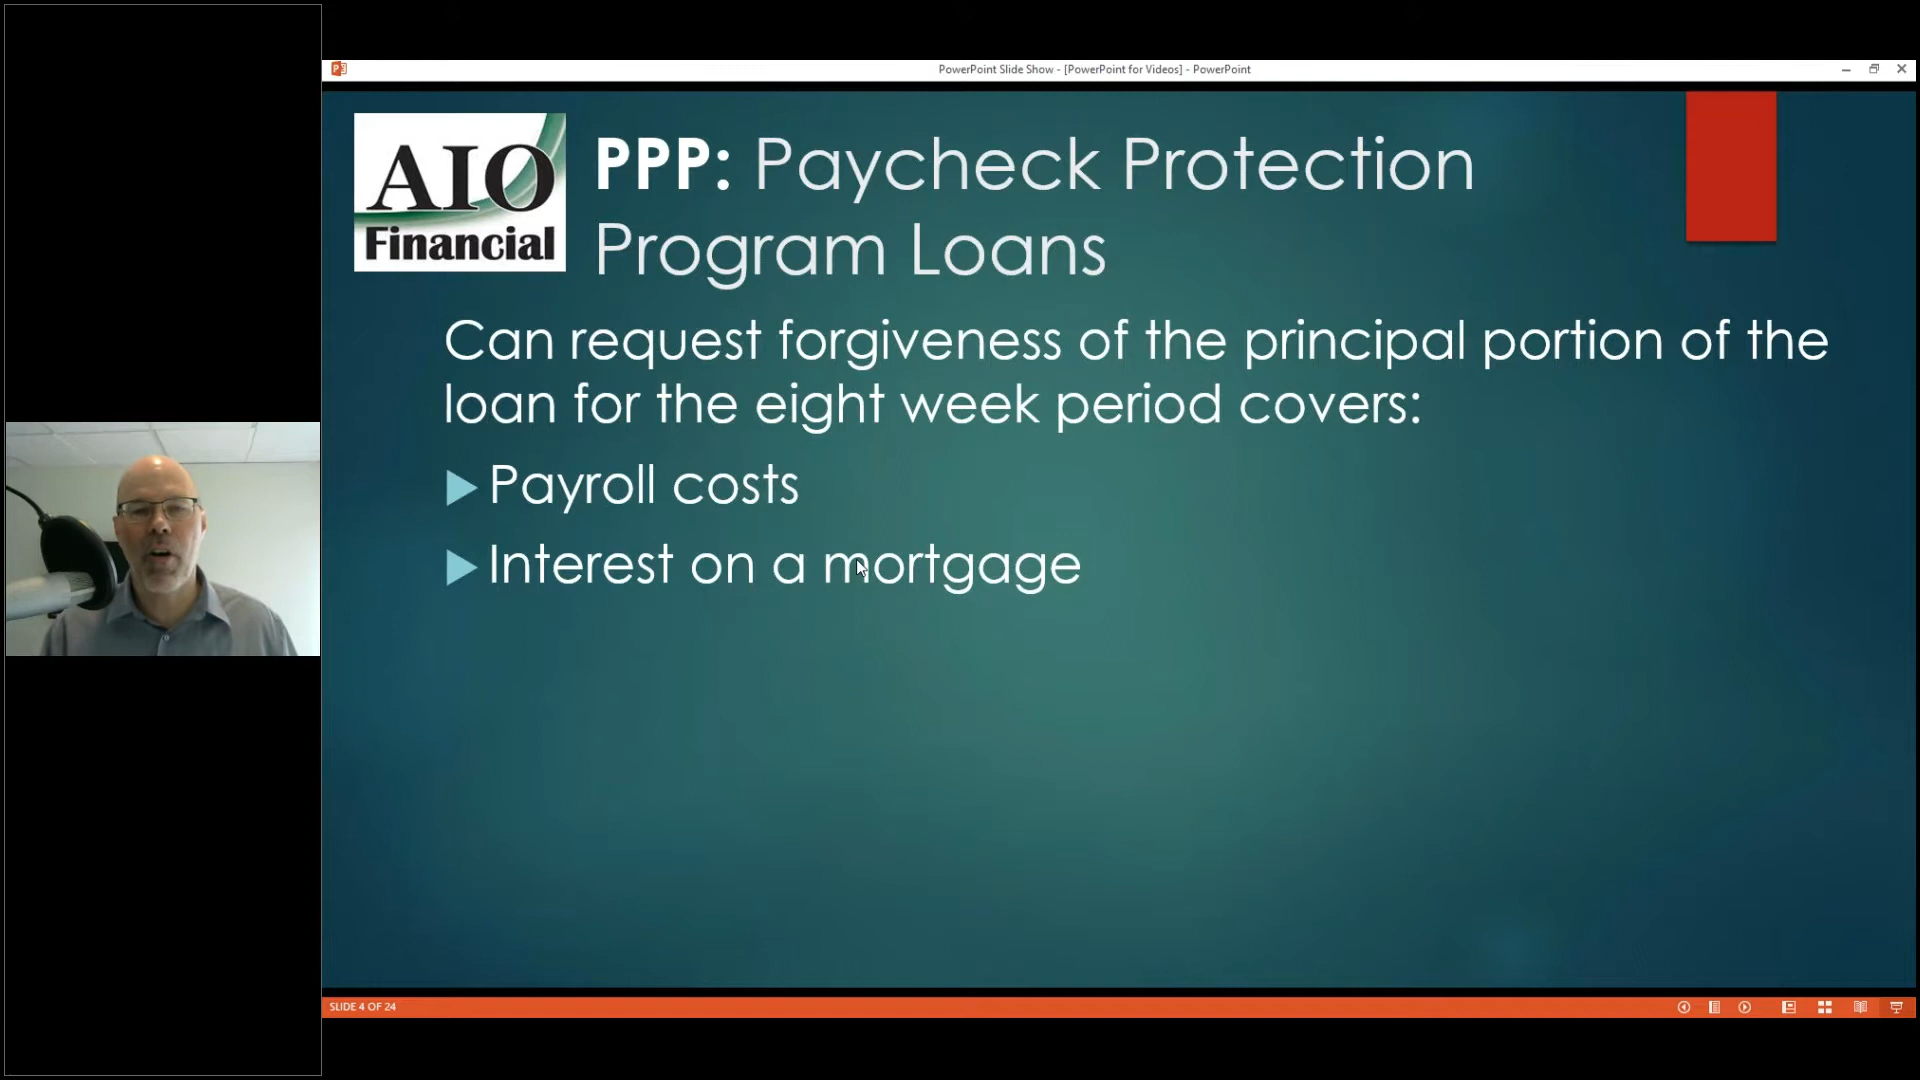 PowerPoint Slide Show - [PowerPoint for Videos] - PowerPoint
AIO
Financial
PPP: Paycheck Protection
Program Loans
Can request forgiveness of the principal portion of the
loan for the eight week period covers:
Payroll costs
Interest on a mortgage
SLIDE 4 OF 24